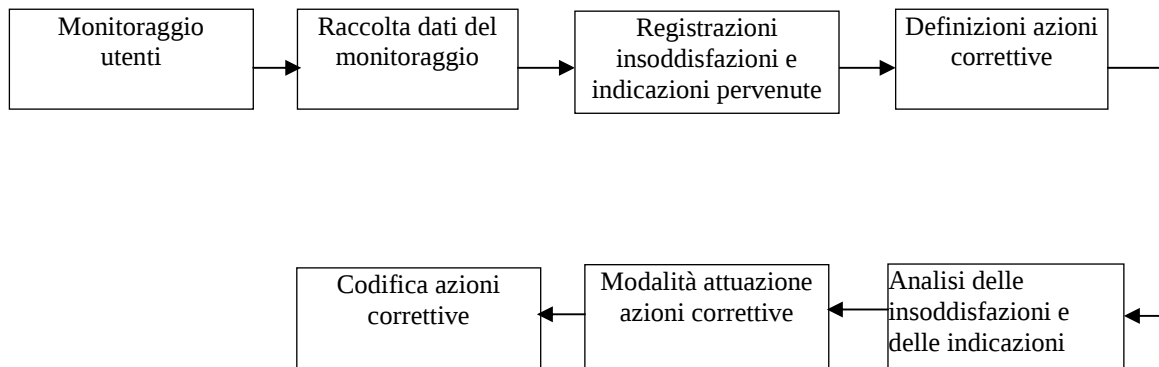 Monitoraggio
utenti
Raccolta dati del
monitoraggio
Registrazioni
insoddisfazioni e
indicazioni pervenute
Definizioni azioni
correttive
Analisi delle
insoddisfazioni e
delle indicazioni
Modalità attuazione
azioni correttive
Codifica azioni
correttive